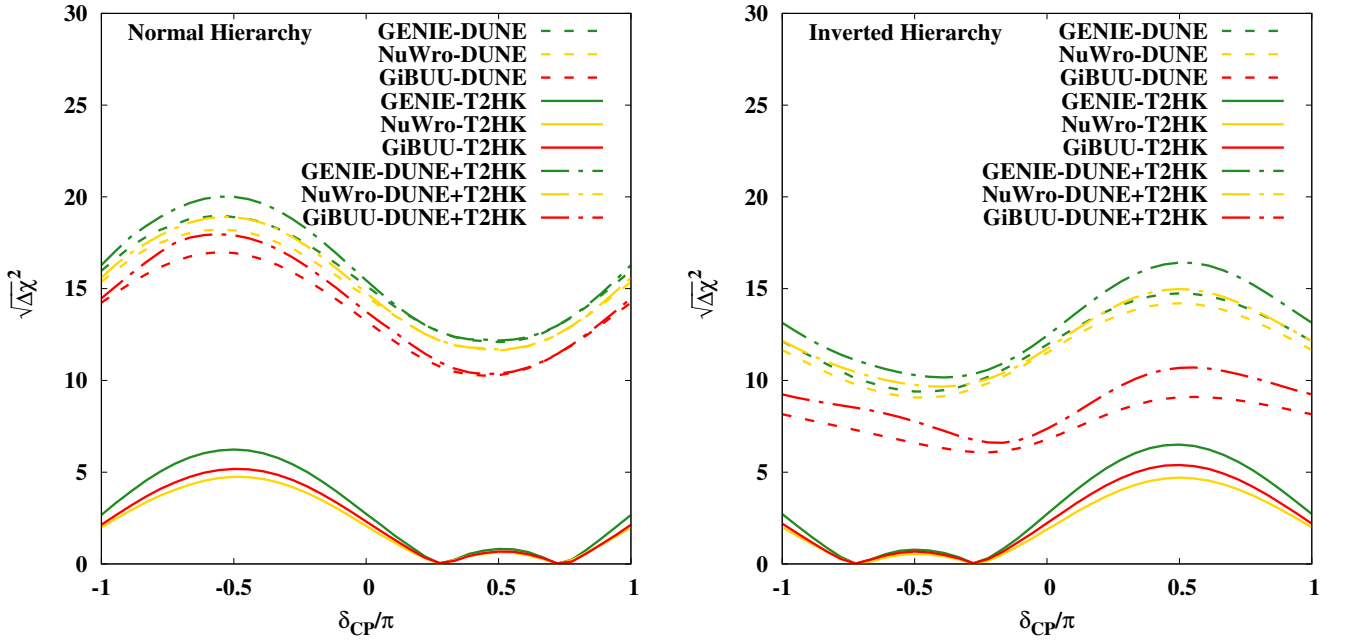 Normal Hierarchy
GENIE-DUNE
NuWro-DUNE
GiBUU-DUNE
GENIE-T2HK
NuWro-T2HK
GiBUU-T2HK
GENIE-DUNE+T2HK
NuWro-DUNE+T2HK
GiBUU-DUNE+T2HK
30
25
20
15
10
5
0
√Δχ²
-1 -0.5 0 0.5 1
δCP/π
Inverted Hierarchy
GENIE-DUNE
NuWro-DUNE
GiBUU-DUNE
GENIE-T2HK
NuWro-T2HK
GiBUU-T2HK
GENIE-DUNE+T2HK
NuWro-DUNE+T2HK
GiBUU-DUNE+T2HK
30
25
20
15
10
5
0
√Δχ²
-1 -0.5 0 0.5 1
δCP/π